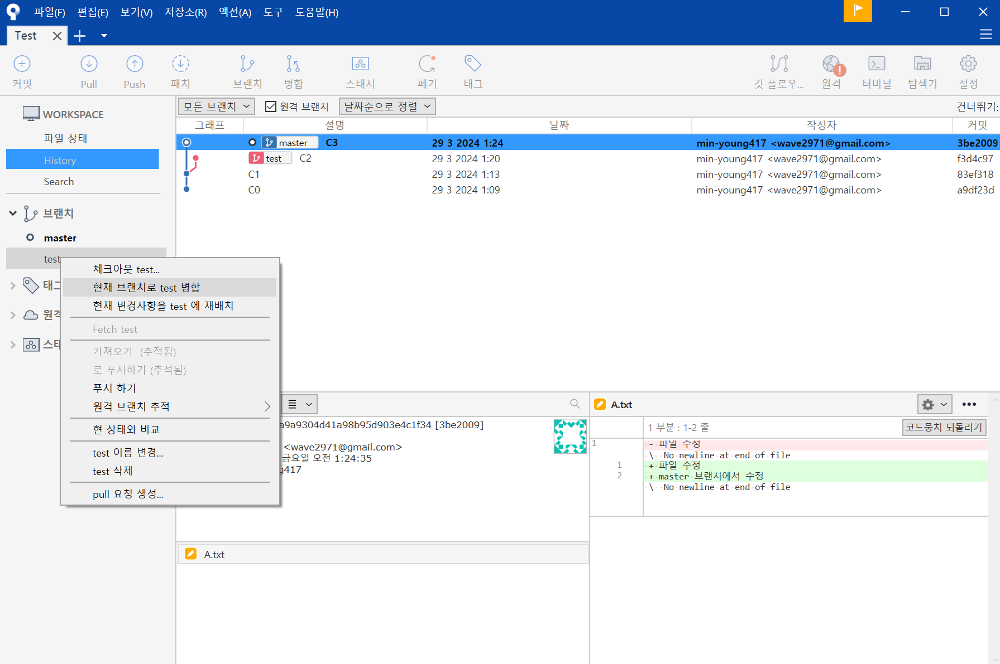 파일(F) 편집(E) 보기(V) 저장소(R) 액션(A) 도구 도움말(H)
Test
커밋 Pull Push 패치 브랜치 병합 스태시 폐기 태그 깃 플로우... 원격 터미널 탐색기 설정
WORKSPACE
파일 상태
History
Search
브랜치
master
test
태그
원격
스태
모든 브랜치 원격 브랜치 날짜순으로 정렬 건너뛰기:
그래프 설명 날짜 작성자 커밋
master C3 29 3 2024 1:24 min-young417 <wave2971@gmail.com> 3be2009
test C2 29 3 2024 1:20 min-young417 <wave2971@gmail.com> f3d4c97
C1 29 3 2024 1:13 min-young417 <wave2971@gmail.com> 83ef318
C0 29 3 2024 1:09 min-young417 <wave2971@gmail.com> a9df23d
체크아웃 test...
현재 브랜치로 test 병합
현재 변경사항을 test 에 재배치
Fetch test
가져오기 (추적됨)
로 푸시하기 (추적됨)
푸시 하기
원격 브랜치 추적
현 상태와 비교
test 이름 변경...
test 삭제
pull 요청 생성...
a9a9304d41a98b95d903e4c1f34 [3be2009]
<wave2971@gmail.com>
금요일 오전 1:24:35
g417
A.txt
A.txt
1 부분 : 1-2 줄 코드뭉치 되돌리기
1 - 파일 수정
\ No newline at end of file
1 + 파일 수정
2 + master 브랜치에서 수정
\ No newline at end of file